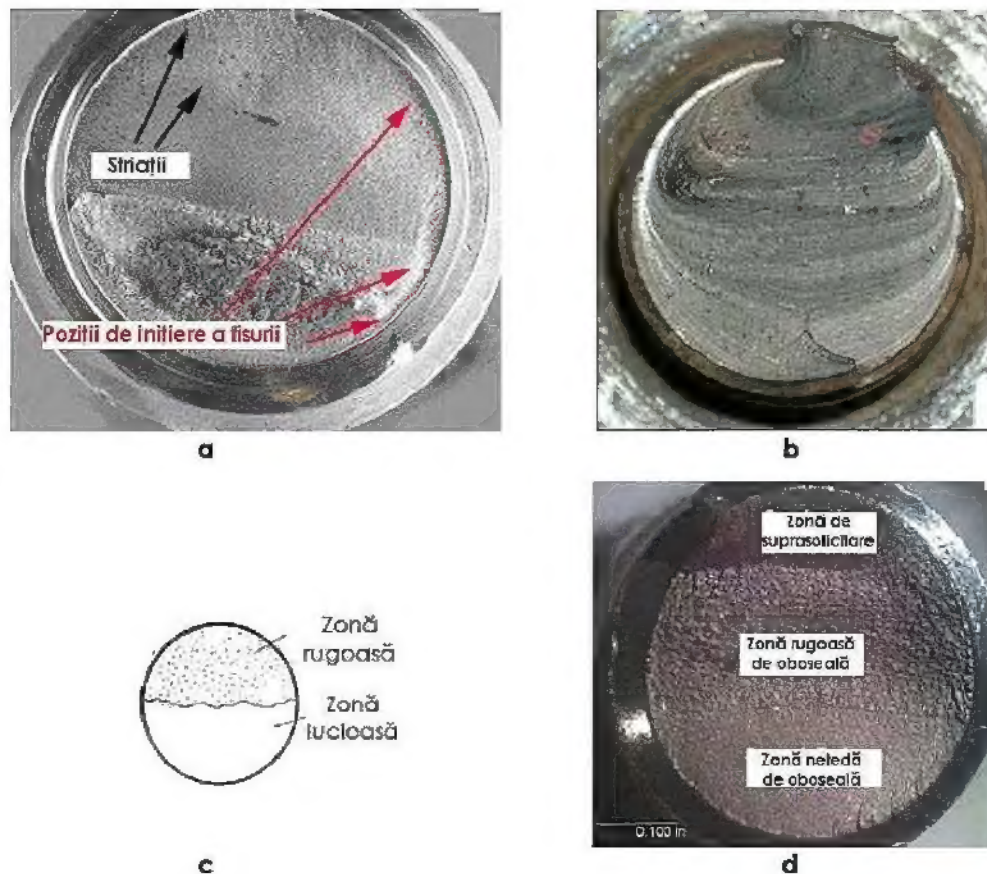 Striații
Poziții de inițiere a fisurii
a
b
Zonă
rugoasă
Zonă
lucioasă
c
Zonă de
suprasolicitare
Zonă rugoasă
de oboseală
Zonă netedă
de oboseală
0.100 in
d